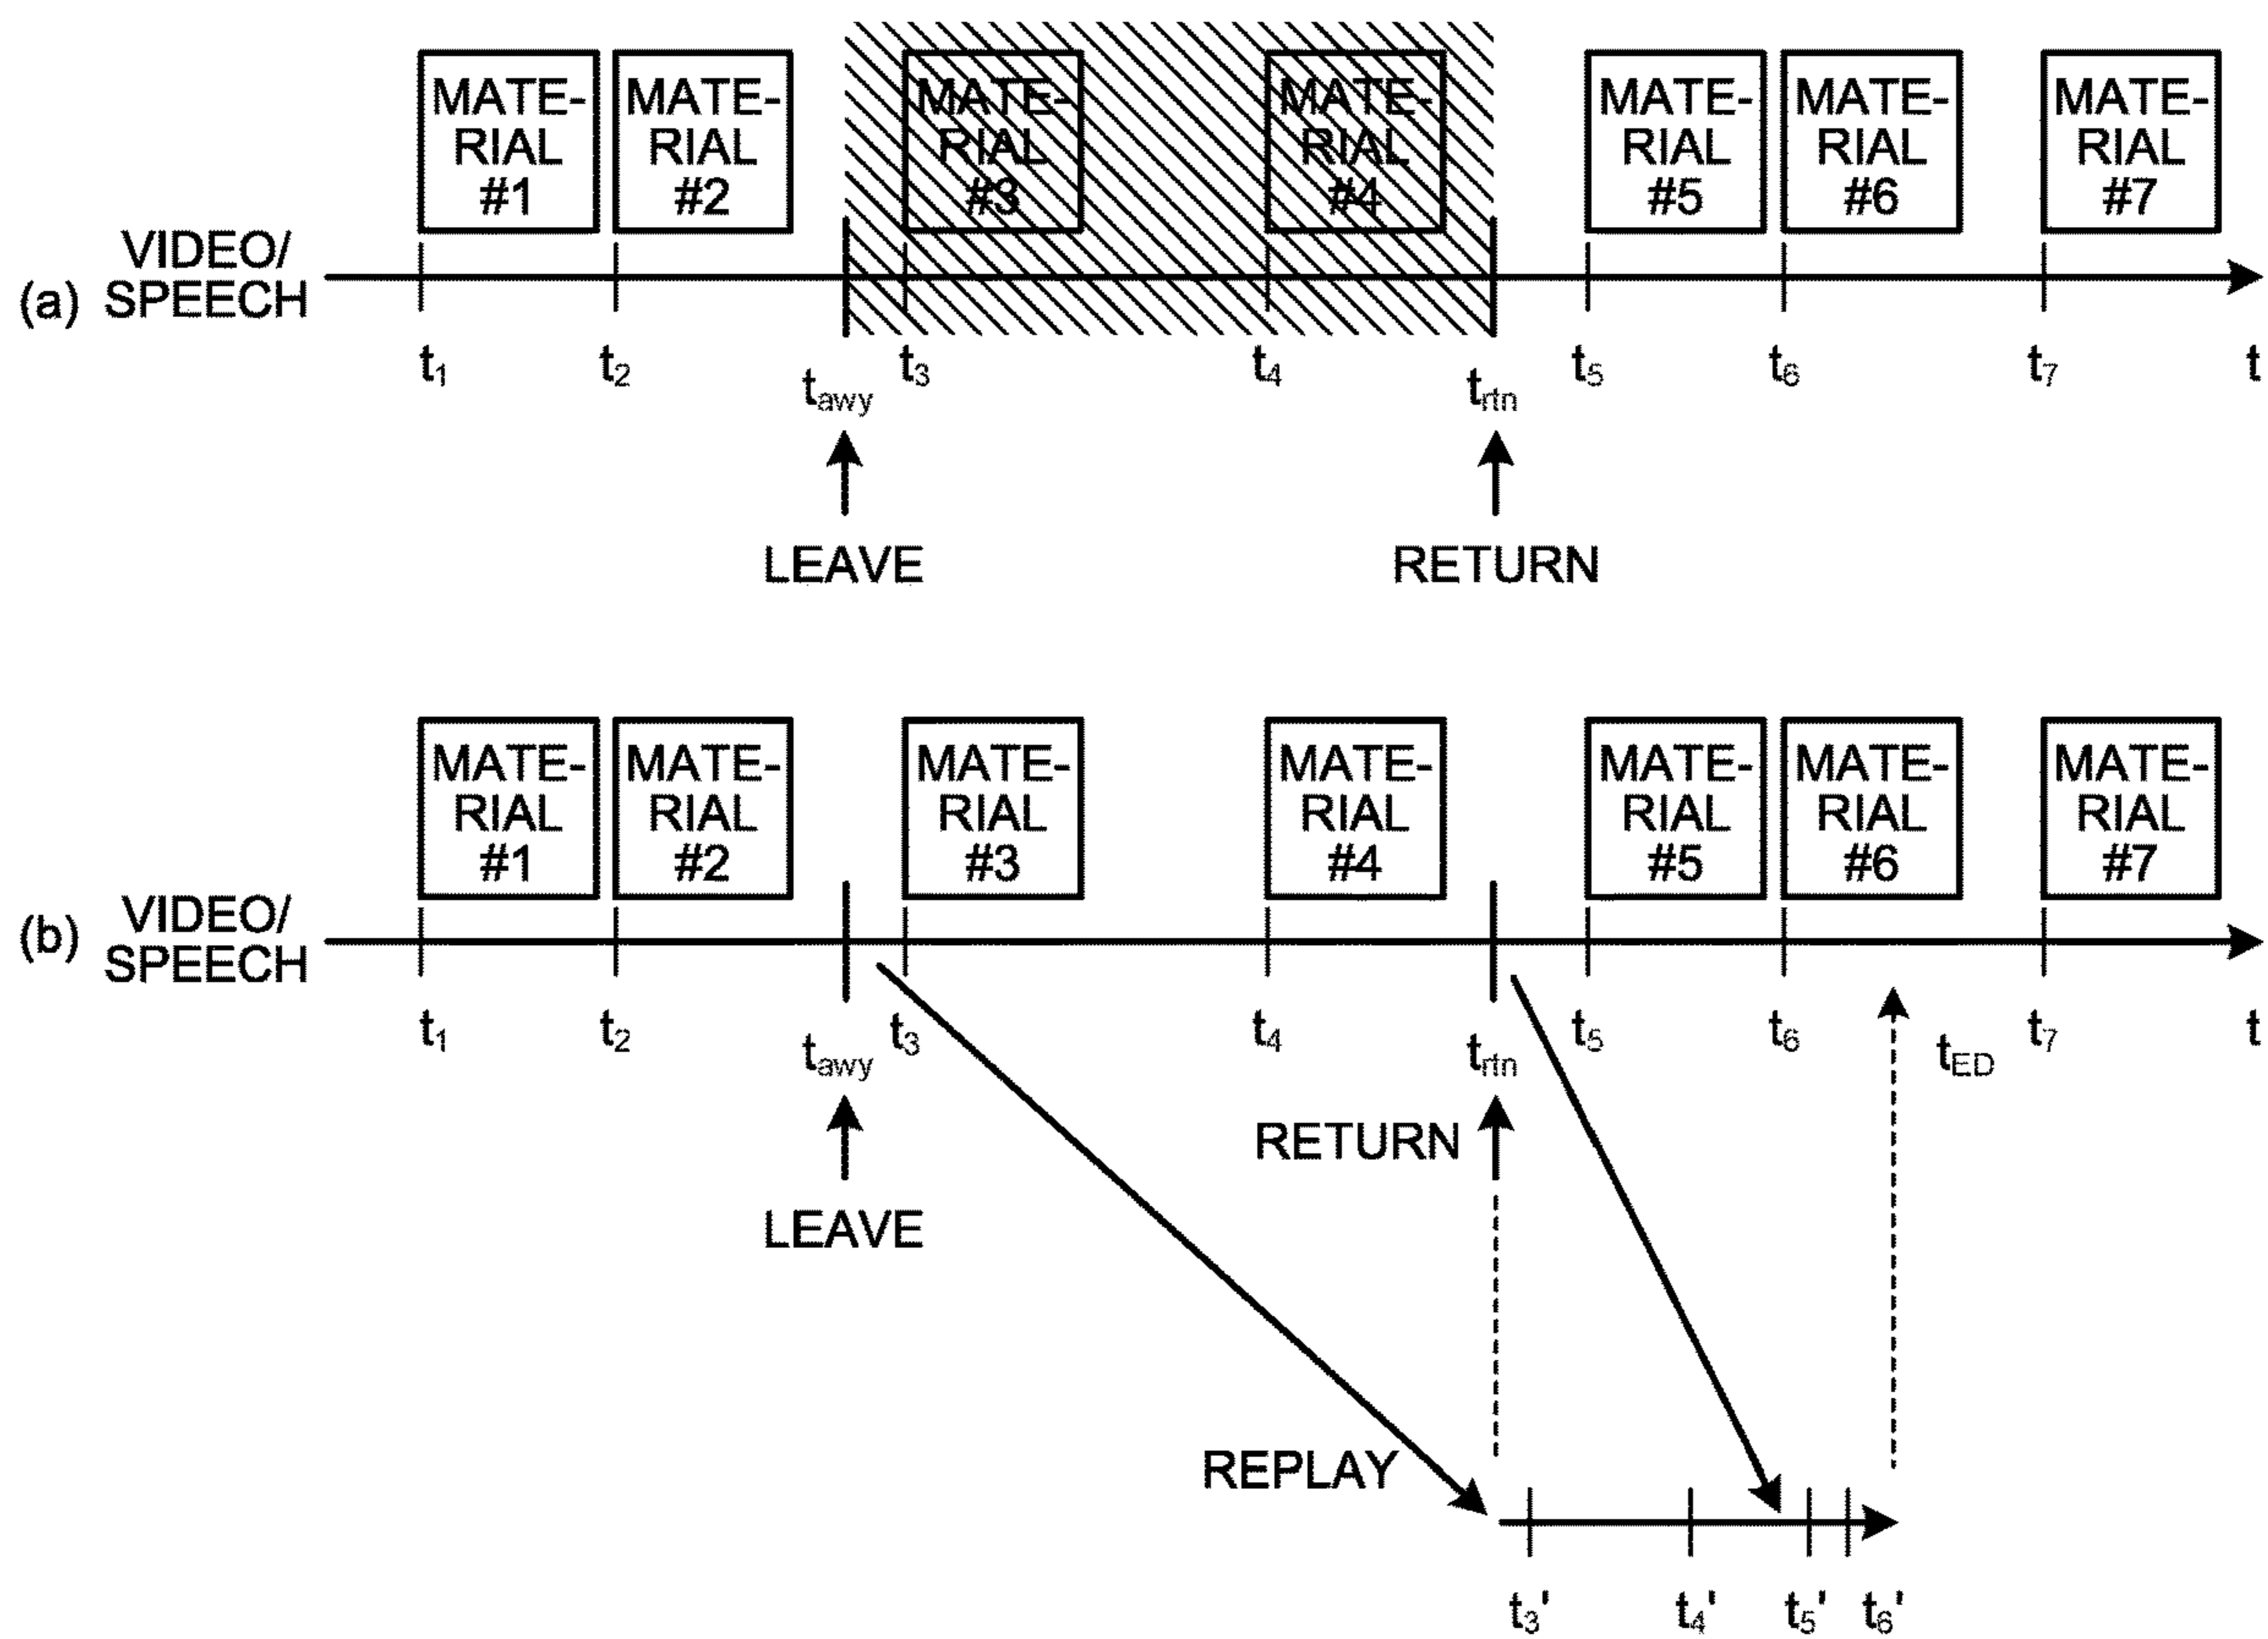 MATE-
RIAL
#1
MATE-
RIAL
#2
MATE-
RIAL
#3
MATE-
RIAL
#4
MATE-
RIAL
#5
MATE-
RIAL
#6
MATE-
RIAL
#7
(a)
VIDEO/
SPEECH
t1 t2 tawy t3 t4 trtn t5 t6 t7 t
LEAVE
RETURN
MATE-
RIAL
#1
MATE-
RIAL
#2
MATE-
RIAL
#3
MATE-
RIAL
#4
MATE-
RIAL
#5
MATE-
RIAL
#6
MATE-
RIAL
#7
(b)
VIDEO/
SPEECH
t1 t2 tawy t3 t4 trtn t5 t6 tED t7 t
RETURN
LEAVE
REPLAY
t3' t4' t5' t6'